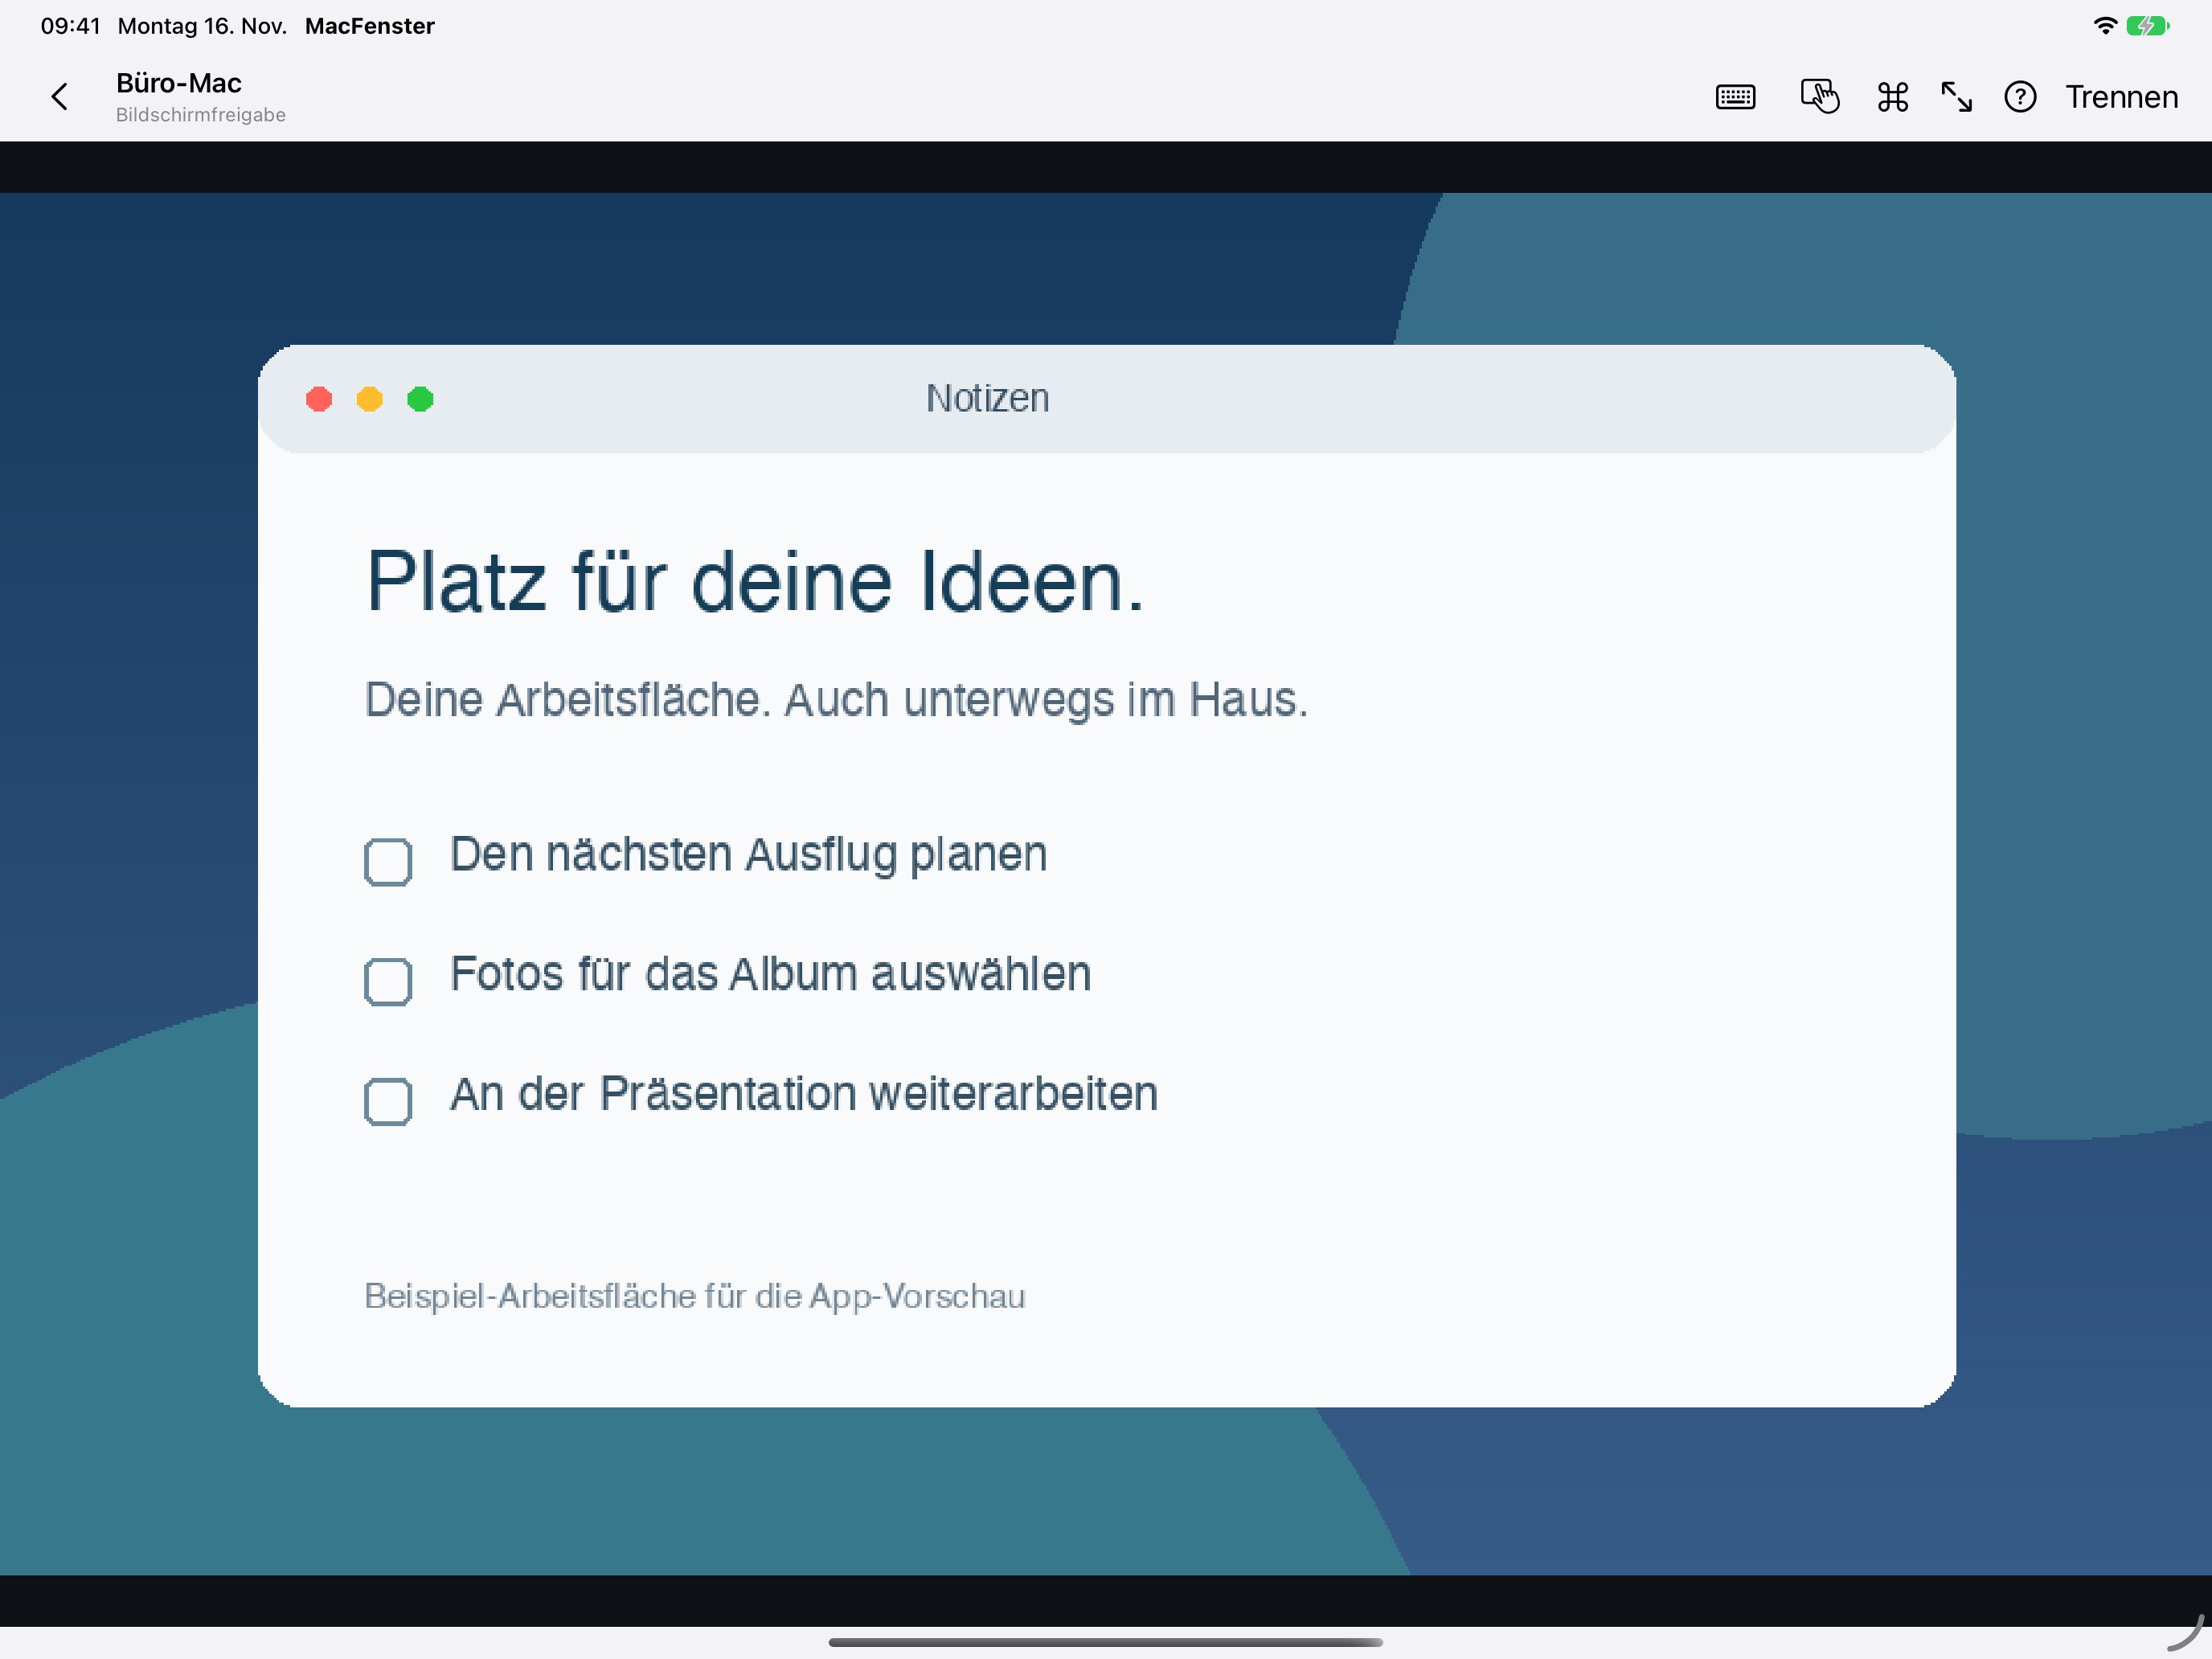 09:41 Montag 16. Nov. MacFenster
Büro-Mac
Bildschirmfreigabe
Trennen
Notizen
Platz für deine Ideen.
Deine Arbeitsfläche. Auch unterwegs im Haus.
Den nächsten Ausflug planen
Fotos für das Album auswählen
An der Präsentation weiterarbeiten
Beispiel-Arbeitsfläche für die App-Vorschau